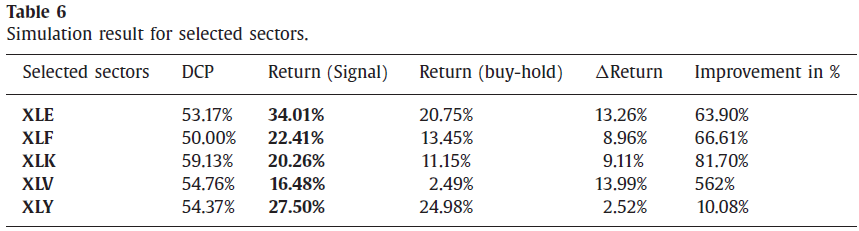 Table 6
Simulation result for selected sectors.
Selected sectors DCP Return (Signal) Return (buy-hold) ΔReturn Improvement in %
XLE 53.17% 34.01% 20.75% 13.26% 63.90%
XLF 50.00% 22.41% 13.45% 8.96% 66.61%
XLK 59.13% 20.26% 11.15% 9.11% 81.70%
XLV 54.76% 16.48% 2.49% 13.99% 562%
XLY 54.37% 27.50% 24.98% 2.52% 10.08%